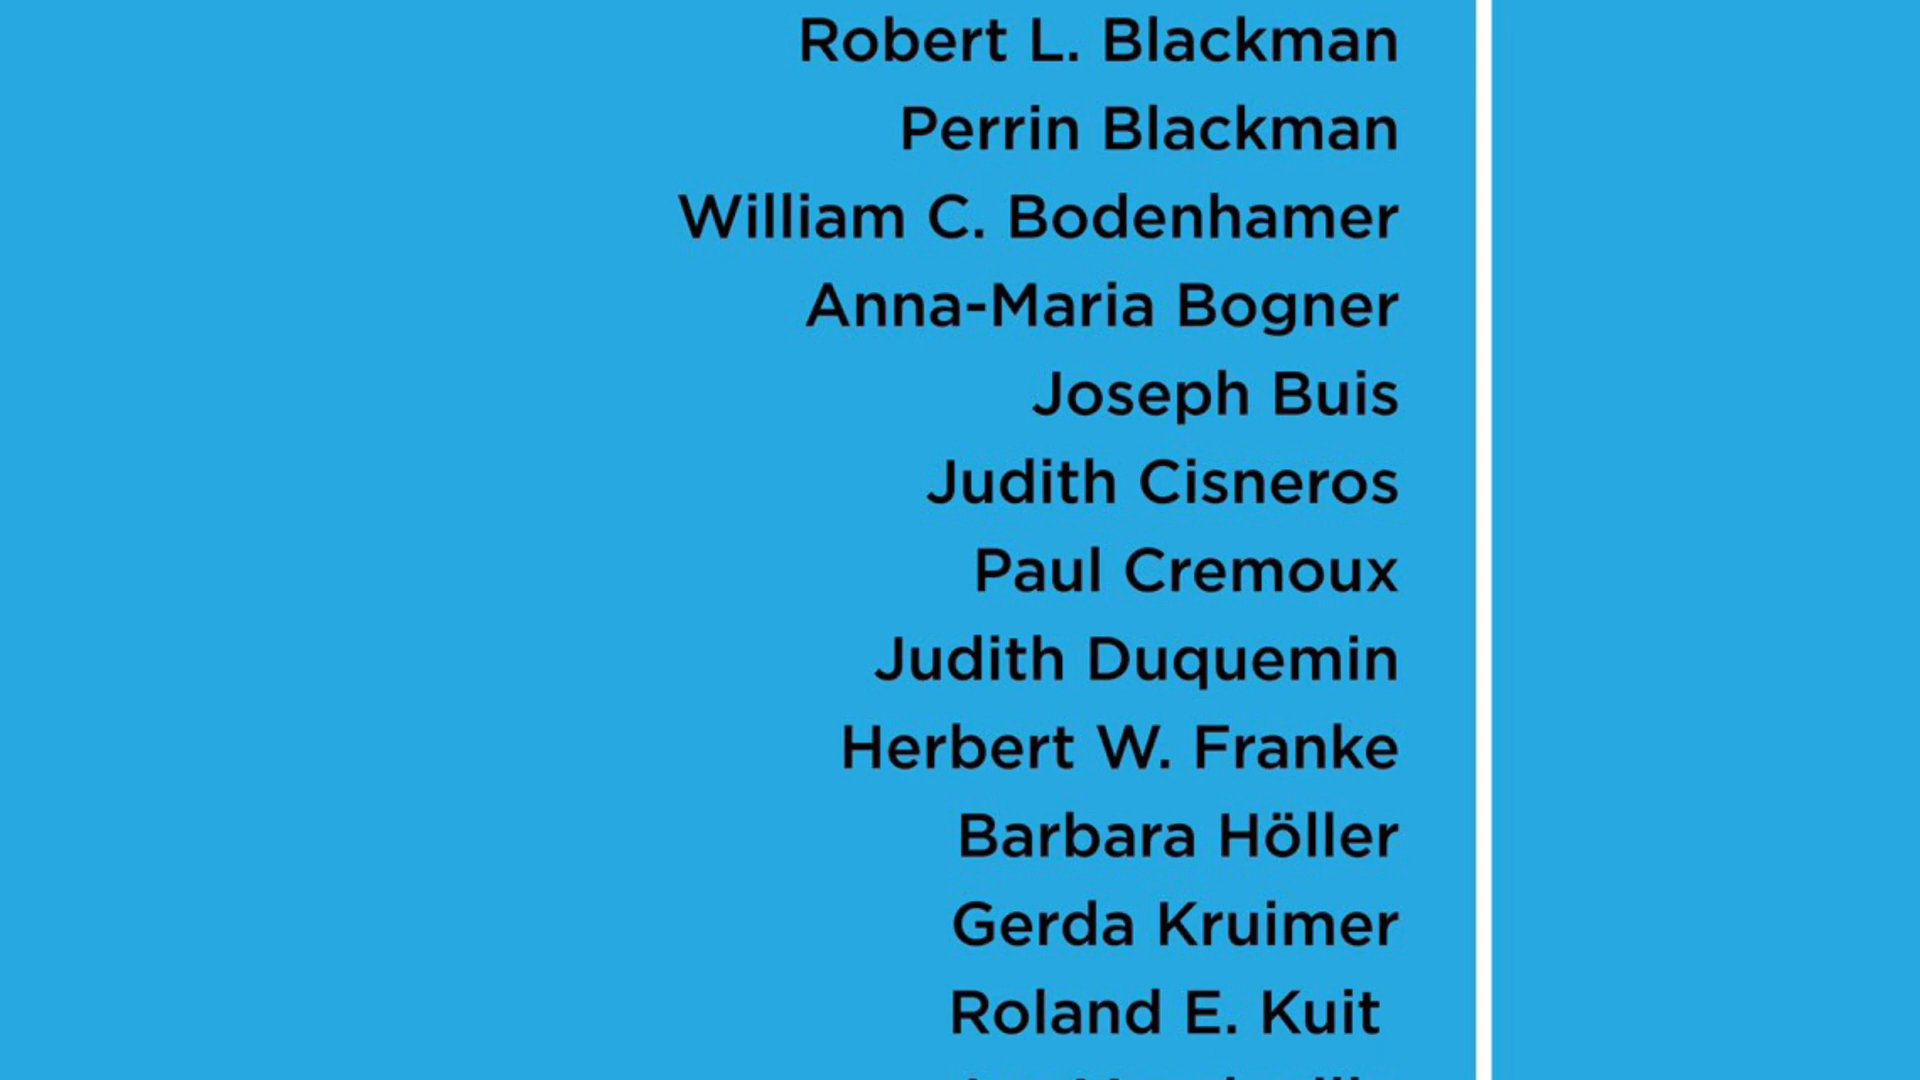 Robert L. Blackman
Perrin Blackman
William C. Bodenhamer
Anna-Maria Bogner
Joseph Buis
Judith Cisneros
Paul Cremoux
Judith Duquemin
Herbert W. Franke
Barbara Höller
Gerda Kruimer
Roland E. Kuit